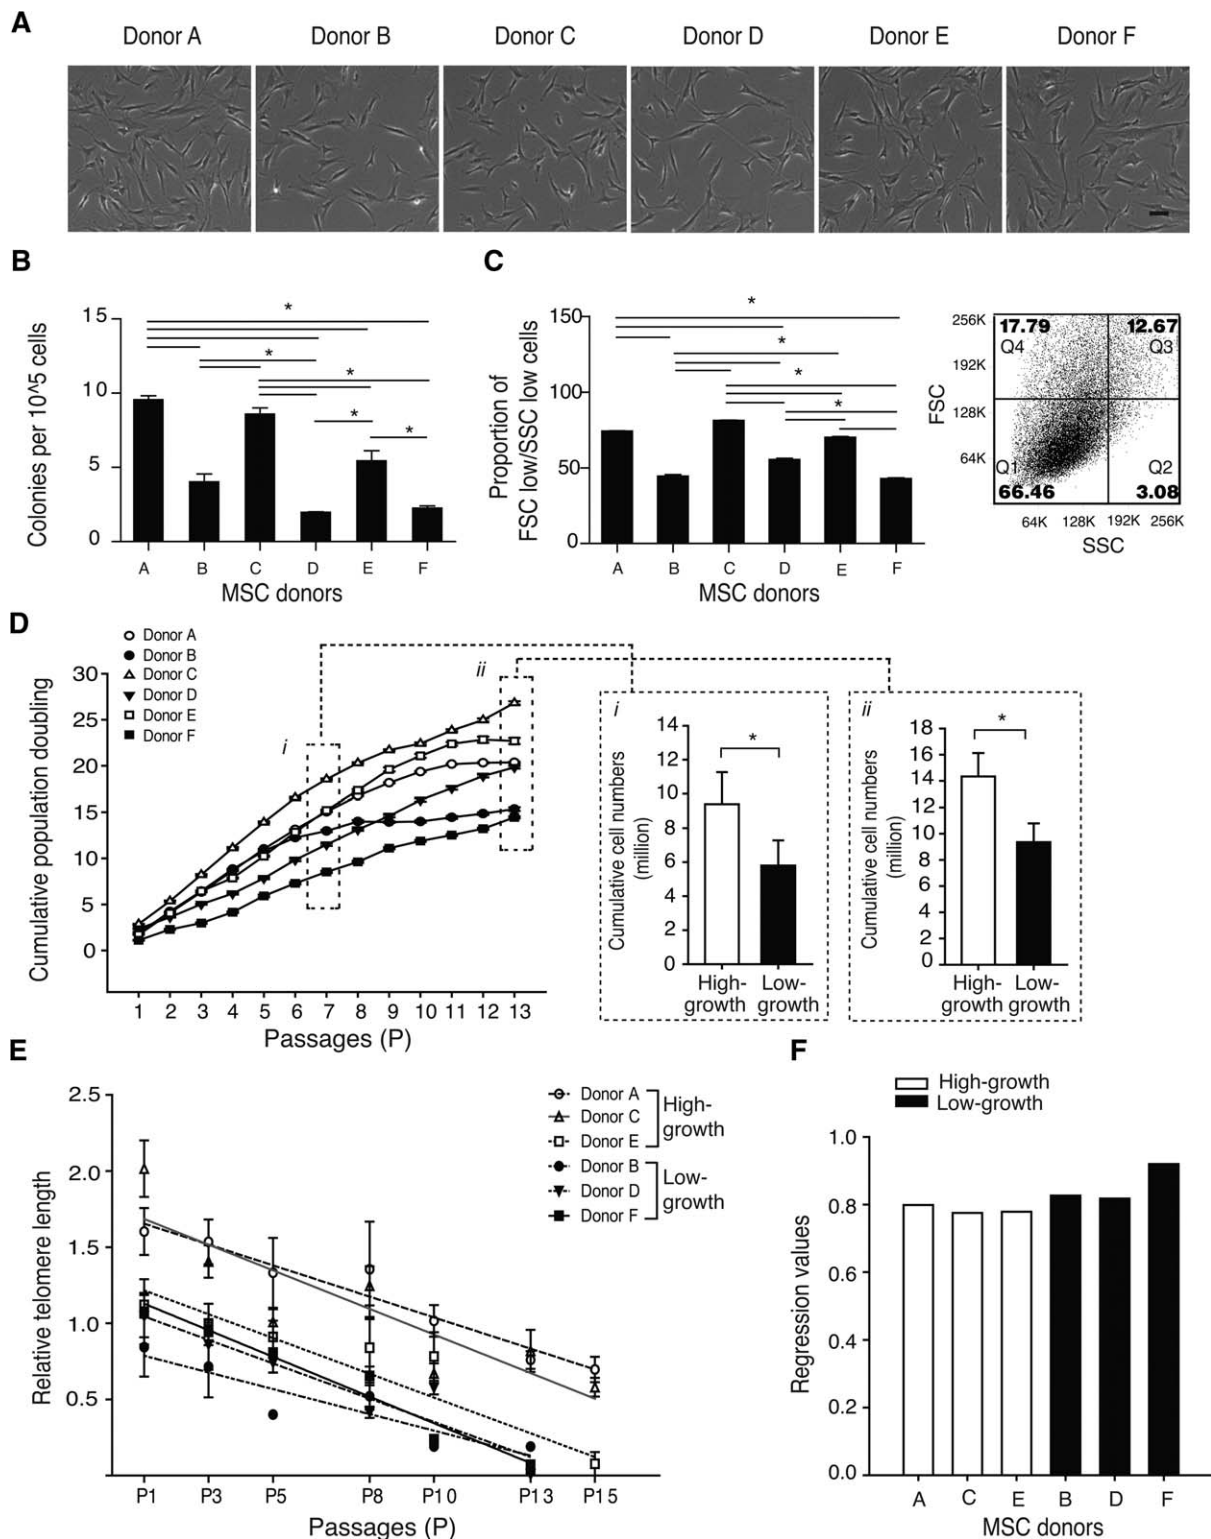 A
Donor A Donor B Donor C Donor D Donor E Donor F
B
Colonies per 10^5 cells
15
10
5
0
* * * * *
A B C D E F
MSC donors
C
Proportion of
FSC low/SSC low cells
150
100
50
0
* * * *
A B C D E F
MSC donors
FSC
256K
192K
128K
64K
17.79
Q4
12.67
Q3
Q1
66.46
Q2
3.08
64K 128K 192K 256K
SSC
D
Donor A
Donor B
Donor C
Donor D
Donor E
Donor F
Cumulative population doubling
30
25
20
15
10
5
0
i
ii
1 2 3 4 5 6 7 8 9 10 11 12 13
Passages (P)
i
Cumulative cell numbers
(million)
14
12
10
8
6
4
2
0
*
High-
growth
Low-
growth
ii
Cumulative cell numbers
(million)
18
16
14
12
10
8
6
4
2
0
*
High-
growth
Low-
growth
E
Relative telomere length
2.5
2.0
1.5
1.0
0.5
Donor A
Donor C
Donor E
High-
growth
Donor B
Donor D
Donor F
Low-
growth
P1 P3 P5 P8 P10 P13 P15
Passages (P)
F
High-growth
Low-growth
Regression values
1.0
0.8
0.6
0.4
0.2
0.0
A C E B D F
MSC donors